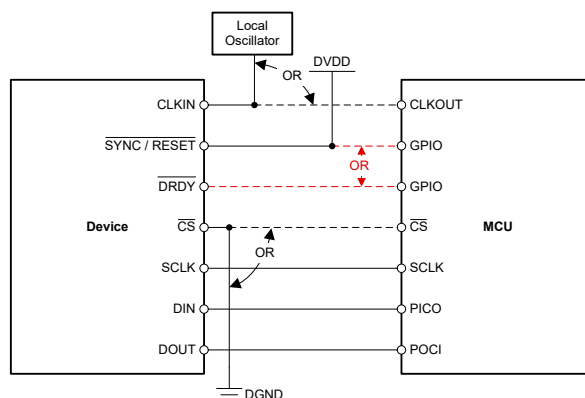 Local
Oscillator
OR
DVDD
CLKIN
CLKOUT
SYNC / RESET
GPIO
OR
DRDY
GPIO
Device
CS
CS
MCU
OR
SCLK
SCLK
DIN
PICO
DOUT
POCI
DGND